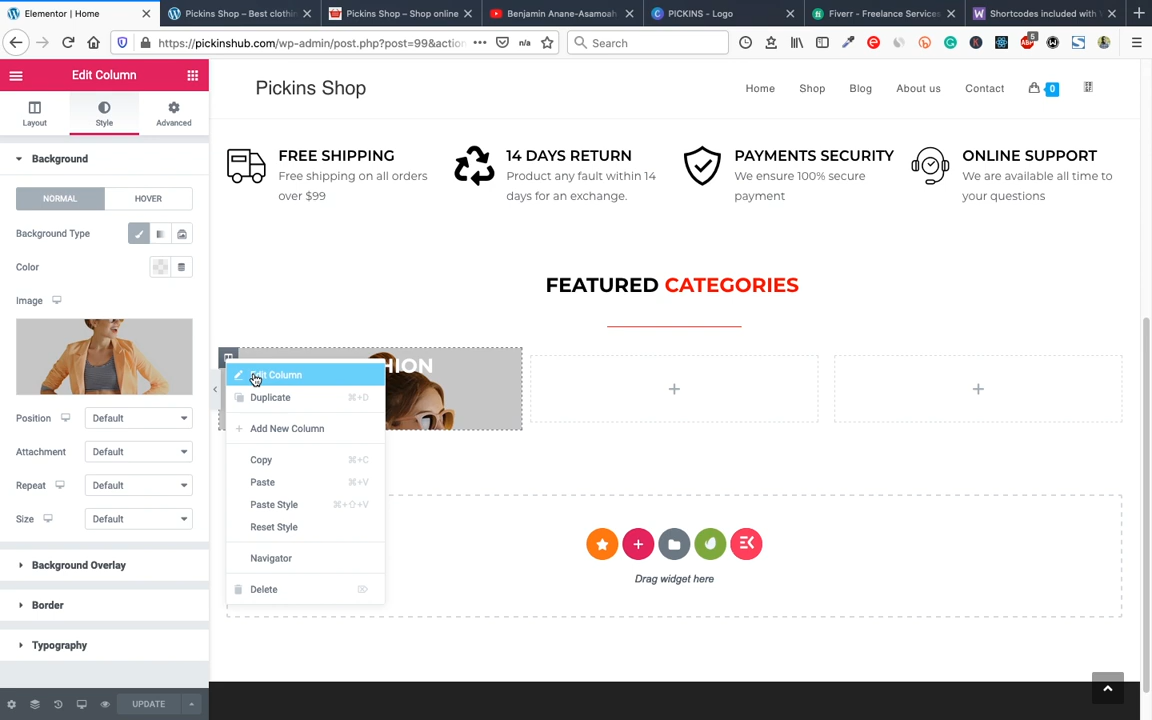 Elementor | Home
Pickins Shop – Best clothin
Pickins Shop – Shop online
Benjamin Anane-Asamoah
PICKINS - Logo
Fiverr - Freelance Services
Shortcodes included with
https://pickinshub.com/wp-admin/post.php?post=99&action
n/a
Search
ABP
6
Edit Column
Layout
Style
Advanced
Background
NORMAL
HOVER
Background Type
Color
Image
Position
Default
Attachment
Default
Repeat
Default
Size
Default
Background Overlay
Border
Typography
UPDATE
Pickins Shop
Home
Shop
Blog
About us
Contact
0
FREE SHIPPING
Free shipping on all orders
over $99
14 DAYS RETURN
Product any fault within 14
days for an exchange.
PAYMENTS SECURITY
We ensure 100% secure
payment
ONLINE SUPPORT
We are available all time to
your questions
FEATURED CATEGORIES
HION
Edit Column
Duplicate ⌘+D
Add New Column
Copy ⌘+C
Paste ⌘+V
Paste Style ⌘+⇧+V
Reset Style
Navigator
Delete
Drag widget here